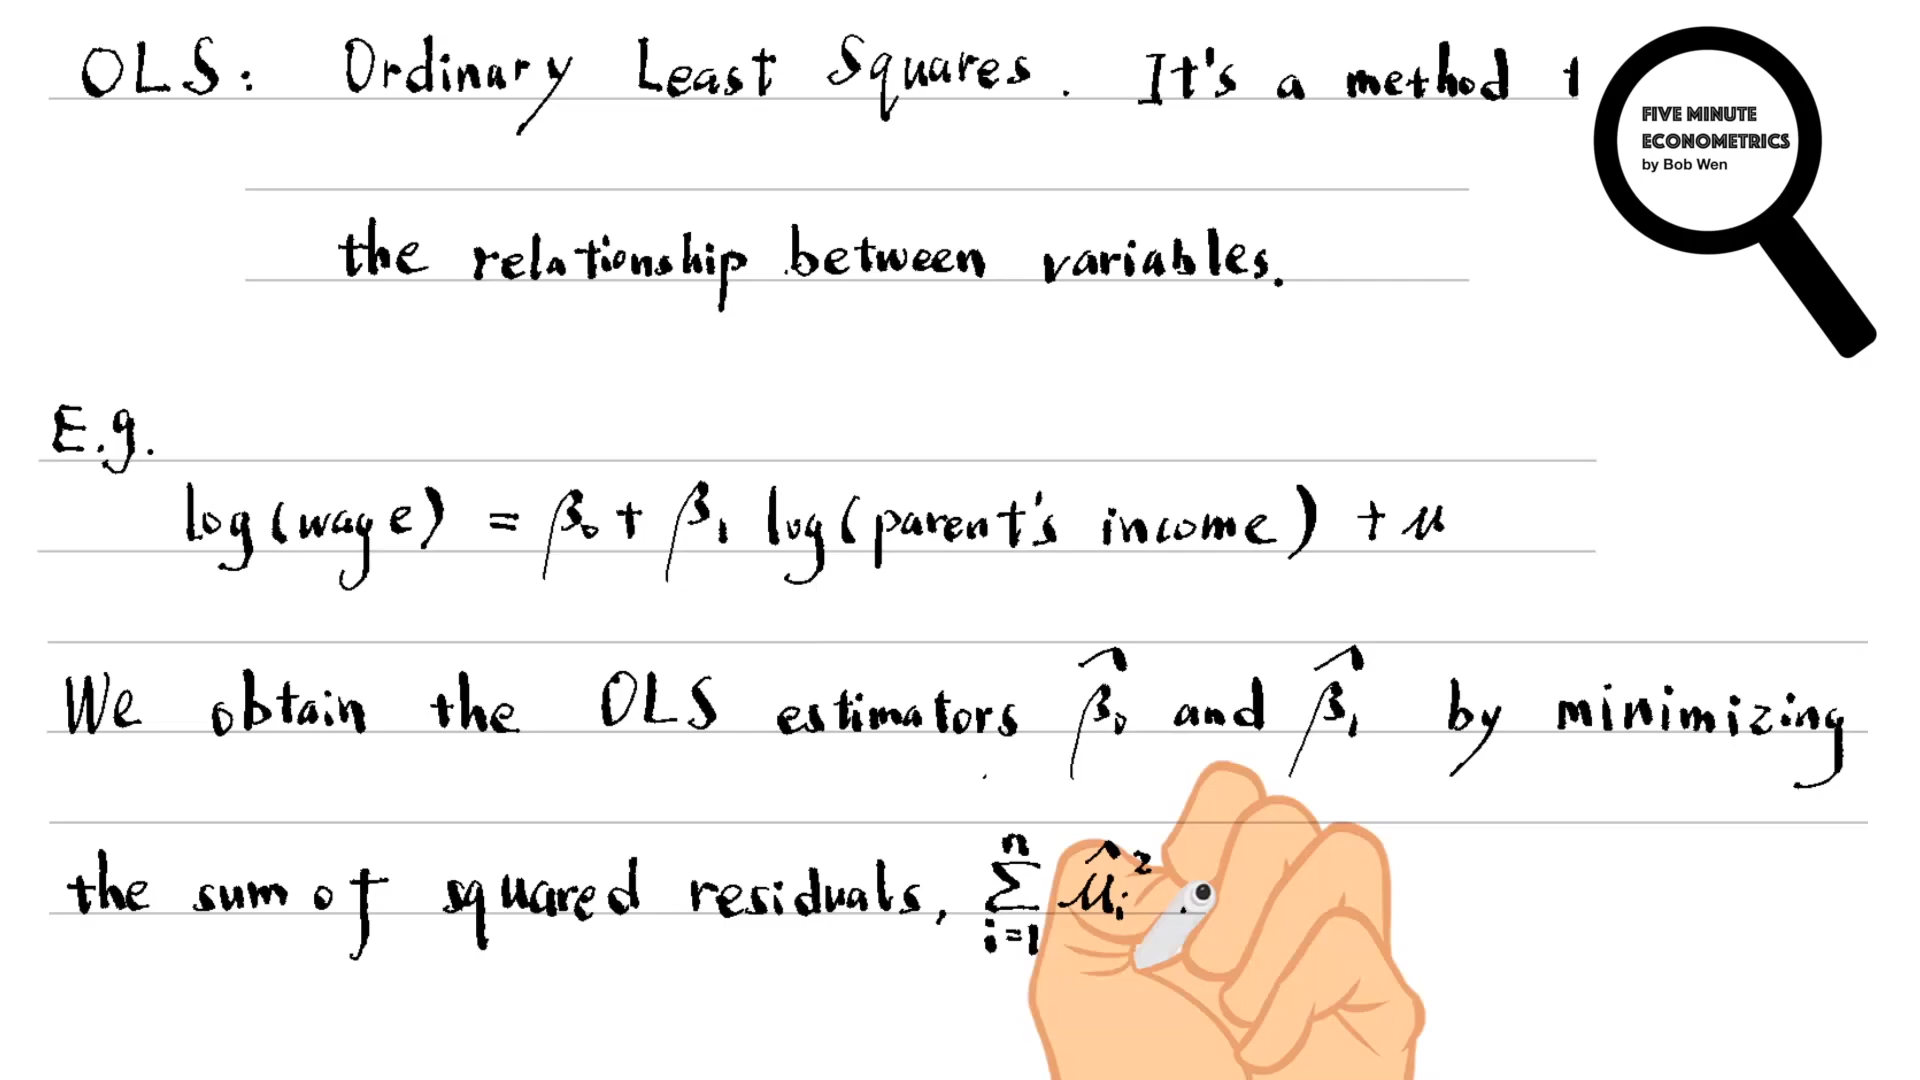 OLS: Ordinary Least Squares. It's a method t
the relationship between variables.
FIVE MINUTE
ECONOMETRICS
by Bob Wen
E.g.
log(wage) = β₀ + β₁ log(parent's income) + u
We obtain the OLS estimators β̂₀ and β̂₁ by minimizing
the sum of squared residuals, ∑ᵢ₌₁ⁿ ûᵢ².